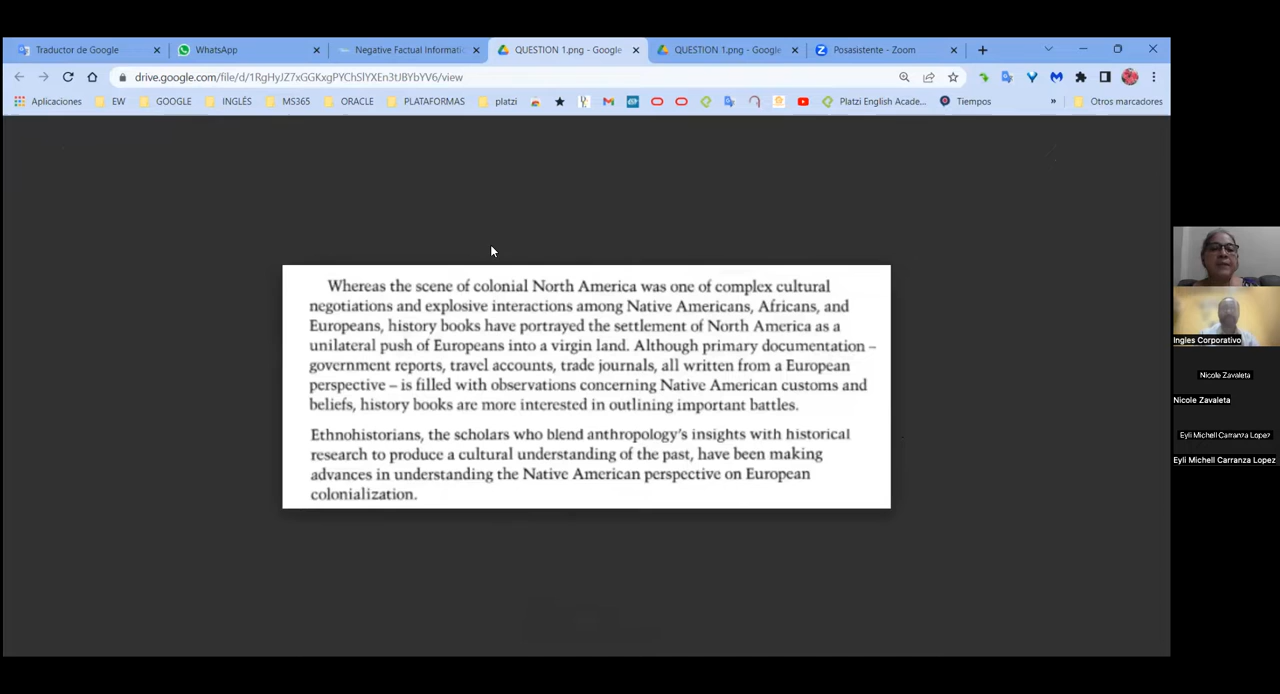 Traductor de Google
WhatsApp
Negative Factual Informati
QUESTION 1.png - Google
QUESTION 1.png - Google
Posasistente - Zoom
drive.google.com/file/d/1RgHyJZ7xGGKxgPYChSlYXEn3tJBYbYV6/view
Aplicaciones
EW
GOOGLE
INGLÉS
MS365
ORACLE
PLATAFORMAS
platzi
Platzi English Acade...
Tiempos
»
Otros marcadores
Whereas the scene of colonial North America was one of complex cultural
negotiations and explosive interactions among Native Americans, Africans, and
Europeans, history books have portrayed the settlement of North America as a
unilateral push of Europeans into a virgin land. Although primary documentation –
government reports, travel accounts, trade journals, all written from a European
perspective – is filled with observations concerning Native American customs and
beliefs, history books are more interested in outlining important battles.
Ethnohistorians, the scholars who blend anthropology's insights with historical
research to produce a cultural understanding of the past, have been making
advances in understanding the Native American perspective on European
colonialization.
Ingles Corporativo
Nicole Zavaleta
Nicole Zavaleta
Eyli Michell Carranza Lopez
Eyli Michell Carranza Lopez